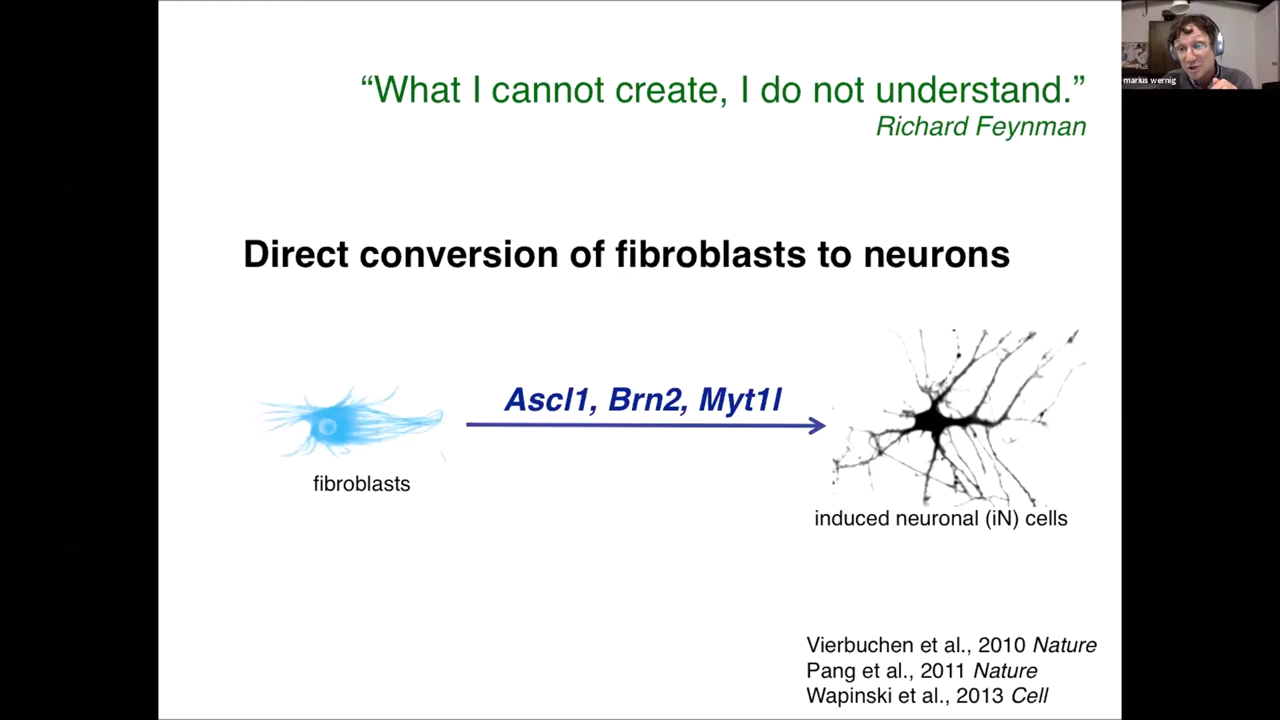 “What I cannot create, I do not understand.”
Richard Feynman
marius wernig
Direct conversion of fibroblasts to neurons
Ascl1, Brn2, Myt1l
fibroblasts
induced neuronal (iN) cells
Vierbuchen et al., 2010 Nature
Pang et al., 2011 Nature
Wapinski et al., 2013 Cell